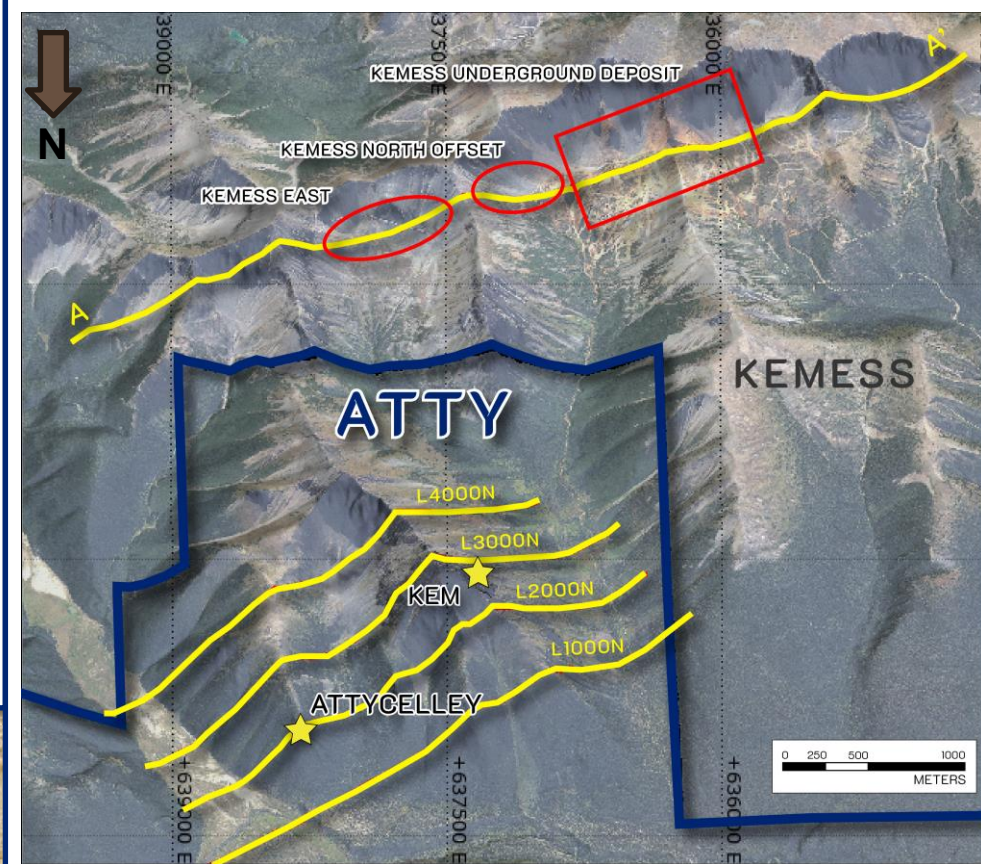 N
39000 E
37500 E
36000 E
A'
KEMESS UNDERGROUND DEPOSIT
KEMESS NORTH OFFSET
KEMESS EAST
A
KEMESS
ATTY
L4000N
L3000N
KEM
L2000N
L1000N
ATTYCELLEY
0 250 500 1000
METERS
+639000 E
+637500 E
+636000 E